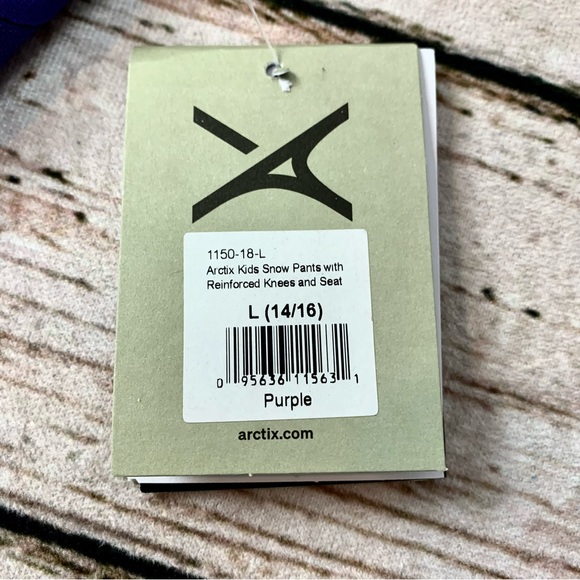 1150-18-L
Arctix Kids Snow Pants with
Reinforced Knees and Seat
L (14/16)
0 95636 11563 1
Purple
arctix.com